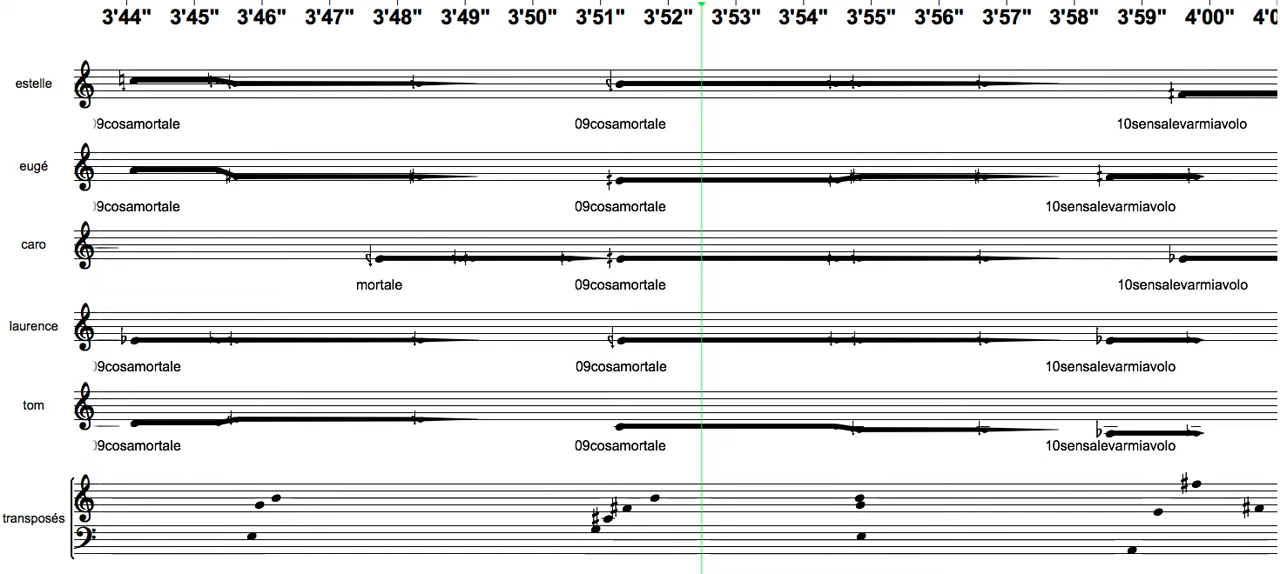 3'44" 3'45" 3'46" 3'47" 3'48" 3'49" 3'50" 3'51" 3'52" 3'53" 3'54" 3'55" 3'56" 3'57" 3'58" 3'59" 4'00" 4'0
estelle
9cosamortale 09cosamortale 10sensalevarmiavolo
eugé
9cosamortale 09cosamortale 10sensalevarmiavolo
caro
mortale 09cosamortale 10sensalevarmiavolo
laurence
9cosamortale 09cosamortale 10sensalevarmiavolo
tom
9cosamortale 09cosamortale 10sensalevarmiavolo
transposés